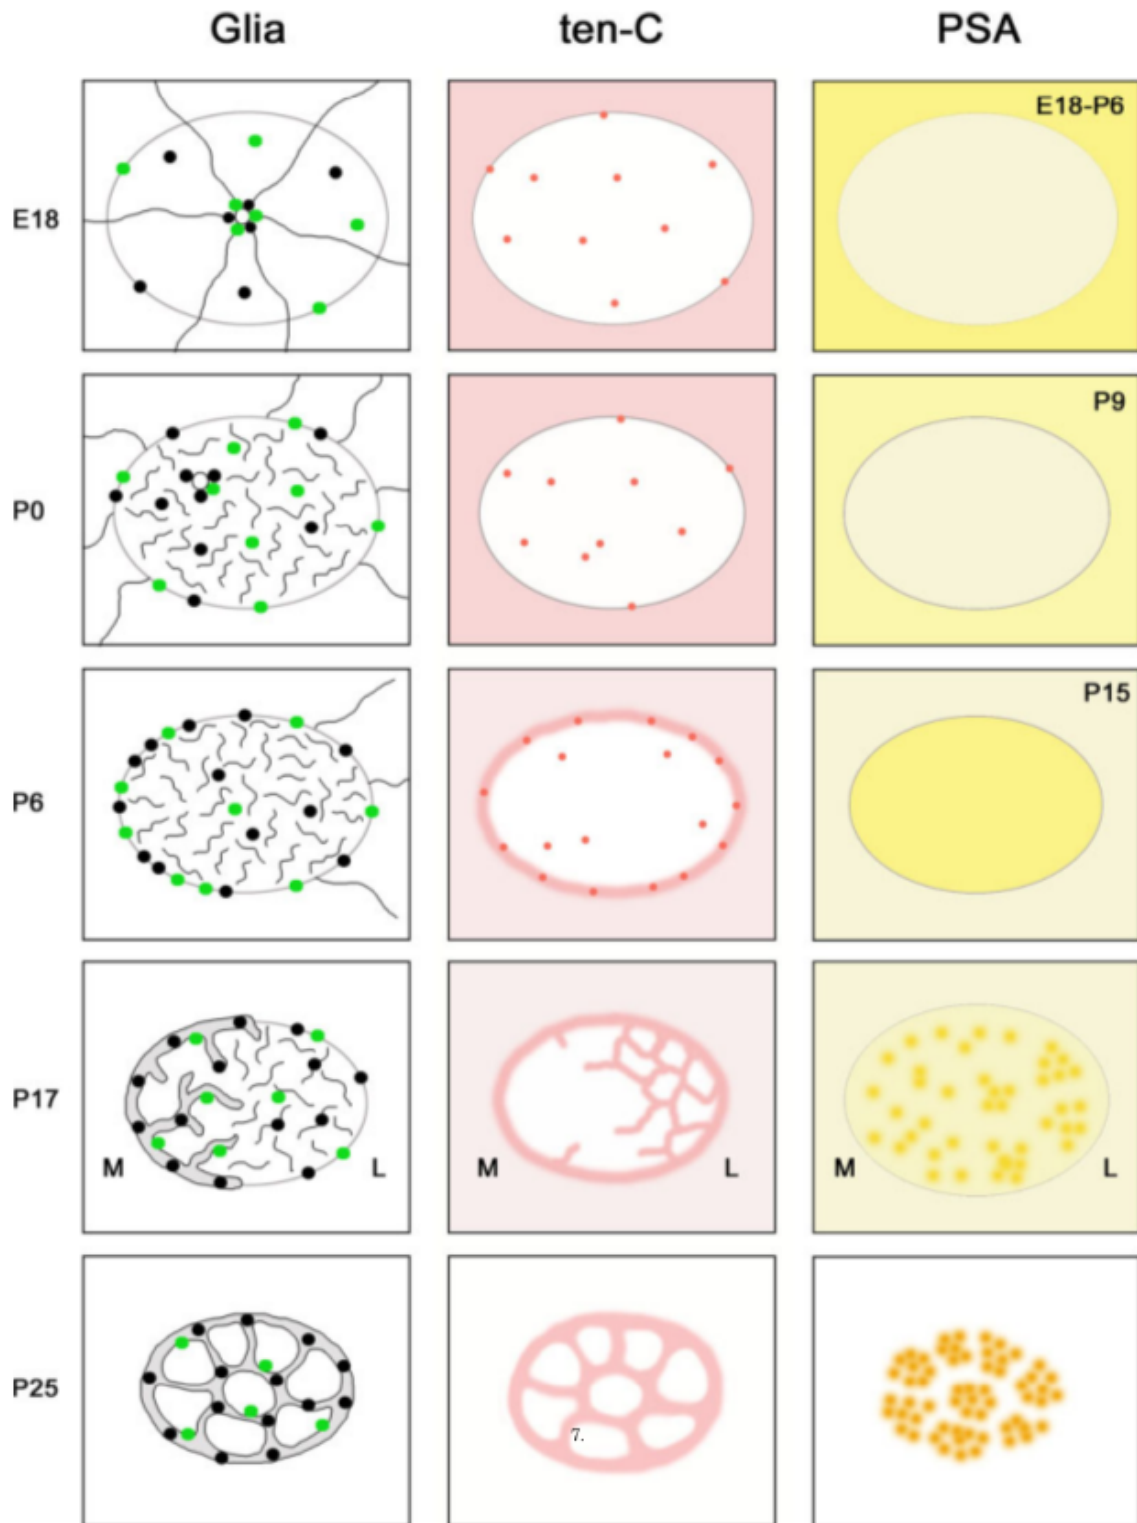 Glia ten-C PSA
E18 E18-P6
P0 P9
P6 P15
P17 M L M L M L
P25 7.